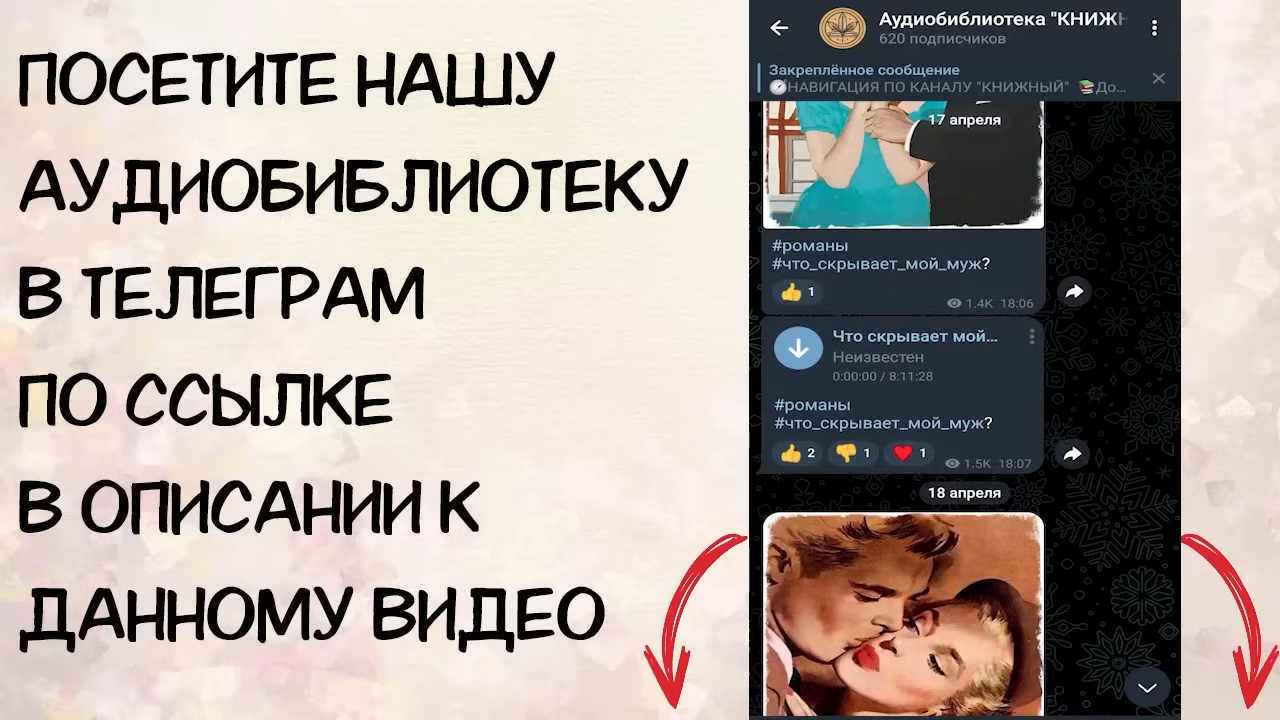 ПОСЕТИТЕ НАШУ
АУДИОБИБЛИОТЕКУ
В ТЕЛЕГРАМ
ПО ССЫЛКЕ
В ОПИСАНИИ К
ДАННОМУ ВИДЕО
Аудиобиблиотека "КНИЖН
620 подписчиков
Закреплённое сообщение
НАВИГАЦИЯ ПО КАНАЛУ "КНИЖНЫЙ" 📚До...
17 апреля
#романы
#что_скрывает_мой_муж?
👍 1
1.4K 18:06
Что скрывает мой...
Неизвестен
0:00:00 / 8:11:28
#романы
#что_скрывает_мой_муж?
👍 2 👎 1 ❤️ 1
1.5K 18:07
18 апреля